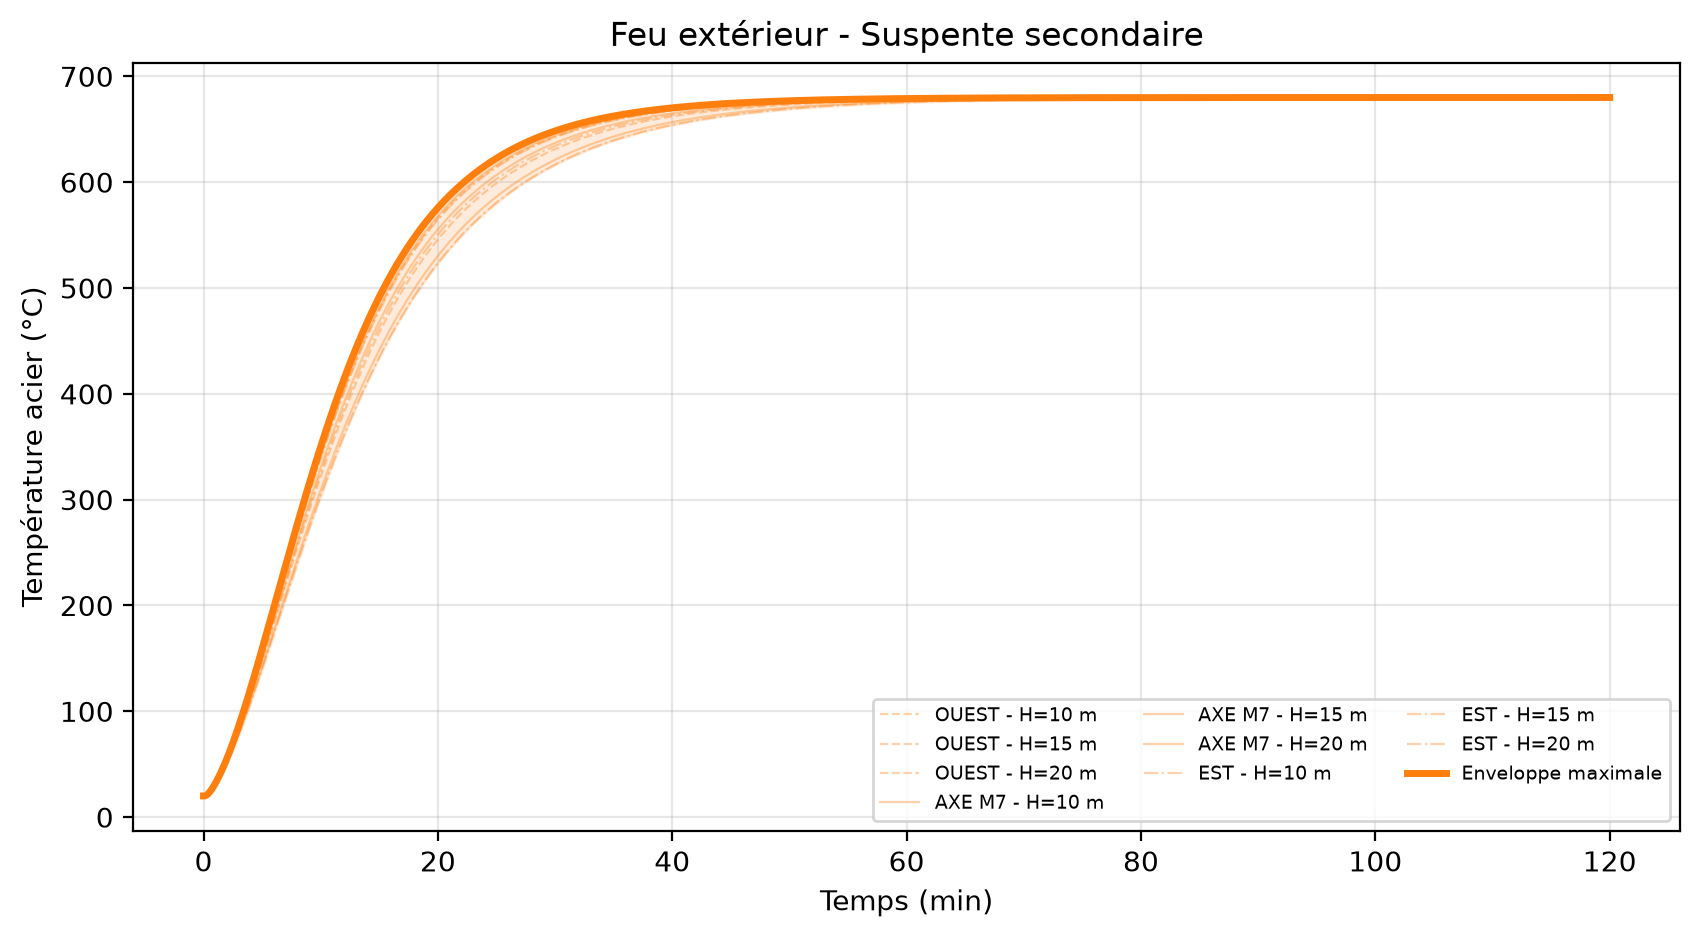 Feu extérieur - Suspente secondaire
Température acier (°C)
700
600
500
400
300
200
100
0
OUEST - H=10 m
OUEST - H=15 m
OUEST - H=20 m
AXE M7 - H=10 m
AXE M7 - H=15 m
AXE M7 - H=20 m
EST - H=10 m
EST - H=15 m
EST - H=20 m
Enveloppe maximale
0 20 40 60 80 100 120
Temps (min)